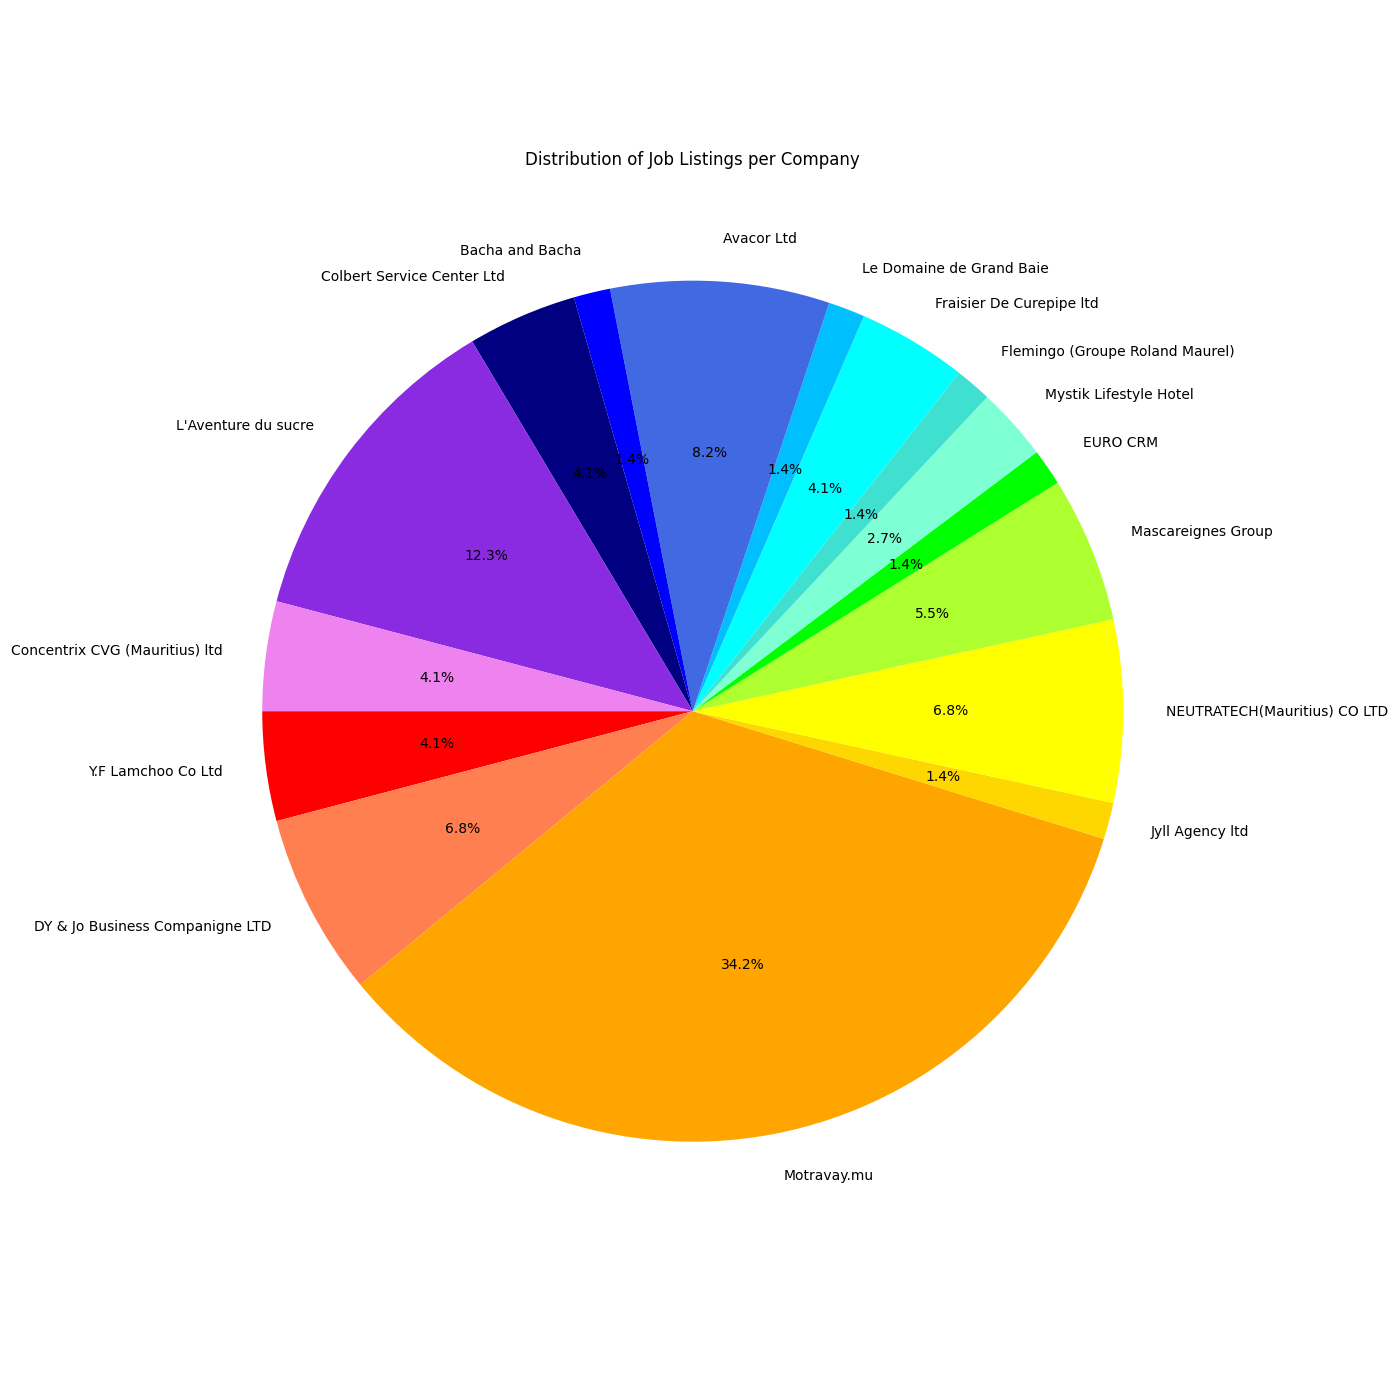 Distribution of Job Listings per Company
Avacor Ltd
Bacha and Bacha
Le Domaine de Grand Baie
Colbert Service Center Ltd
Fraisier De Curepipe ltd
Flemingo (Groupe Roland Maurel)
Mystik Lifestyle Hotel
L'Aventure du sucre
EURO CRM
8.2%
1.4%
1.4%
4.1%
4.1%
1.4%
Mascareignes Group
2.7%
12.3%
1.4%
5.5%
Concentrix CVG (Mauritius) ltd
4.1%
6.8%
NEUTRATECH(Mauritius) CO LTD
4.1%
Y.F Lamchoo Co Ltd
1.4%
6.8%
Jyll Agency ltd
DY & Jo Business Companigne LTD
34.2%
Motravay.mu